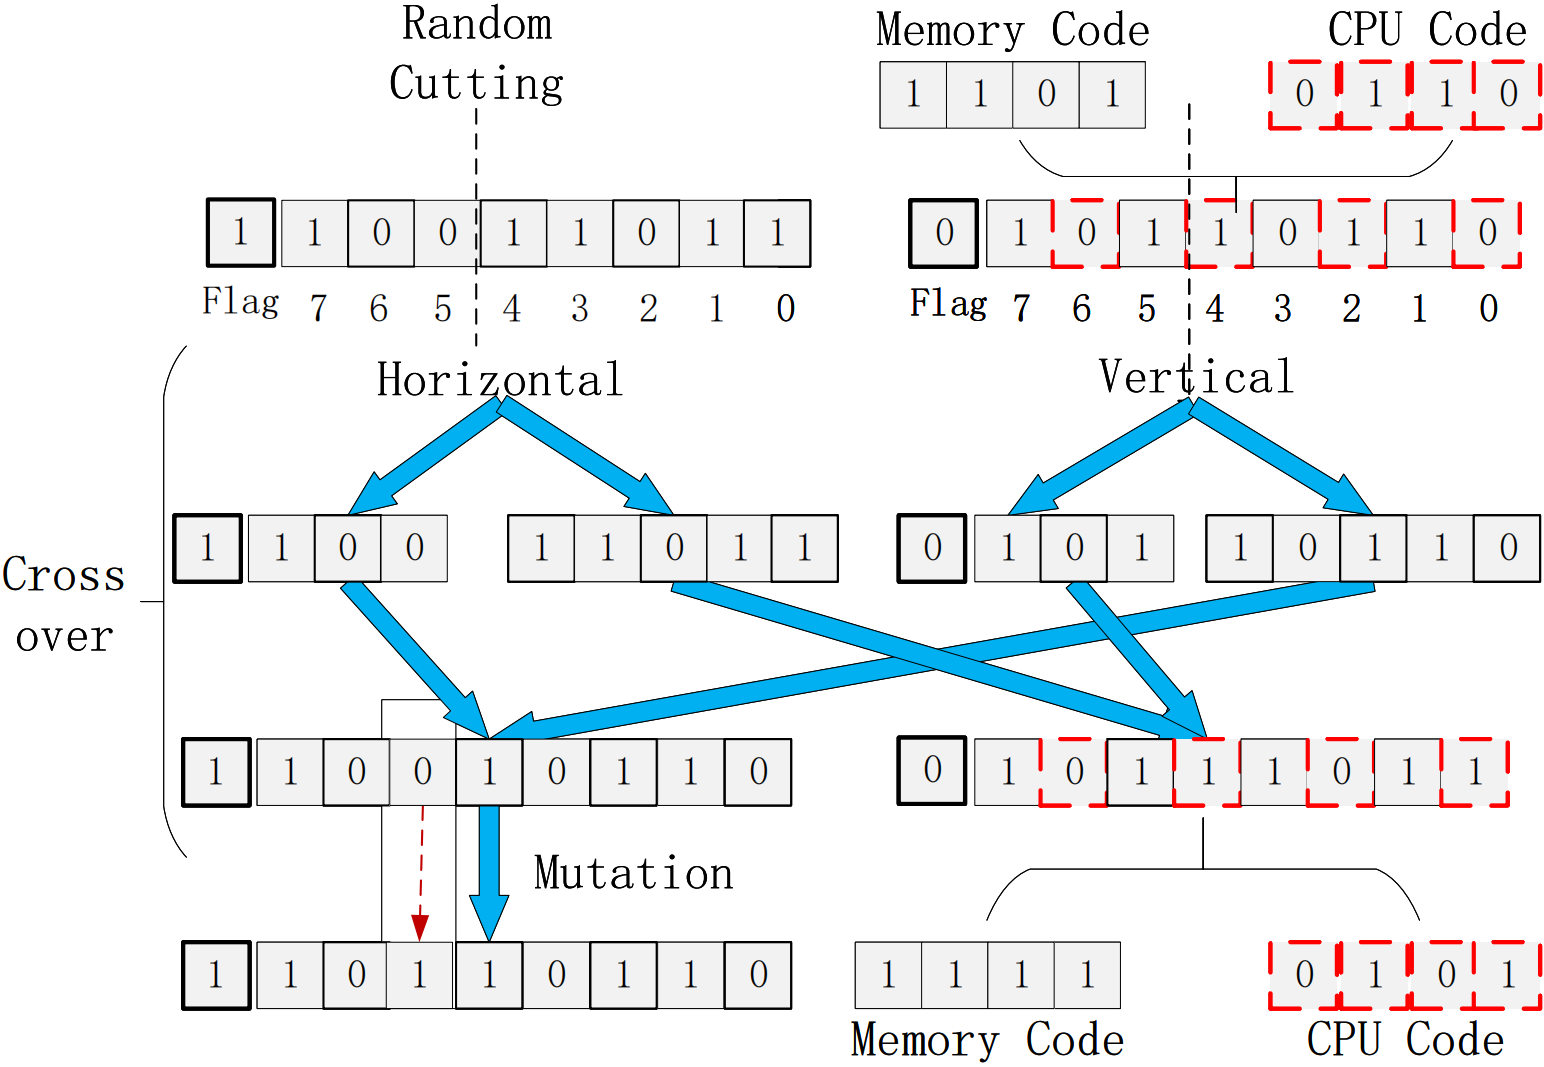 Random
Cutting
Memory Code
CPU Code
1 1 0 1
0 1 1 0
1 1 0 0 1 1 0 1 1
0 1 0 1 1 0 1 1 0
Flag 7 6 5 4 3 2 1 0
Flag 7 6 5 4 3 2 1 0
Horizontal
Vertical
1 1 0 0
1 1 0 1 1
0 1 0 1
1 0 1 1 0
Cross
over
1 1 0 0 1 0 1 1 0
0 1 0 1 1 1 0 1 1
Mutation
1 1 0 1 1 0 1 1 0
1 1 1 1
0 1 0 1
Memory Code
CPU Code